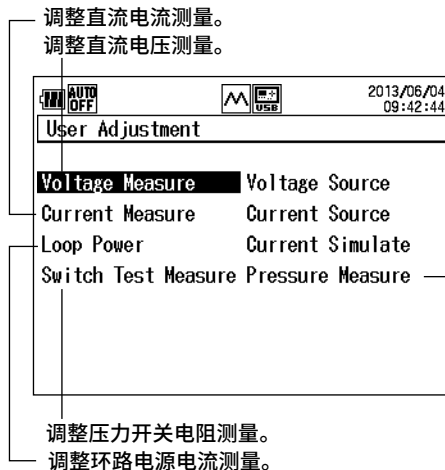 调整直流电流测量。
调整直流电压测量。
AUTO OFF USB 2013/06/04 09:42:44
User Adjustment
Voltage Measure Voltage Source
Current Measure Current Source
Loop Power Current Simulate
Switch Test Measure Pressure Measure
调整压力开关电阻测量。
调整环路电源电流测量。